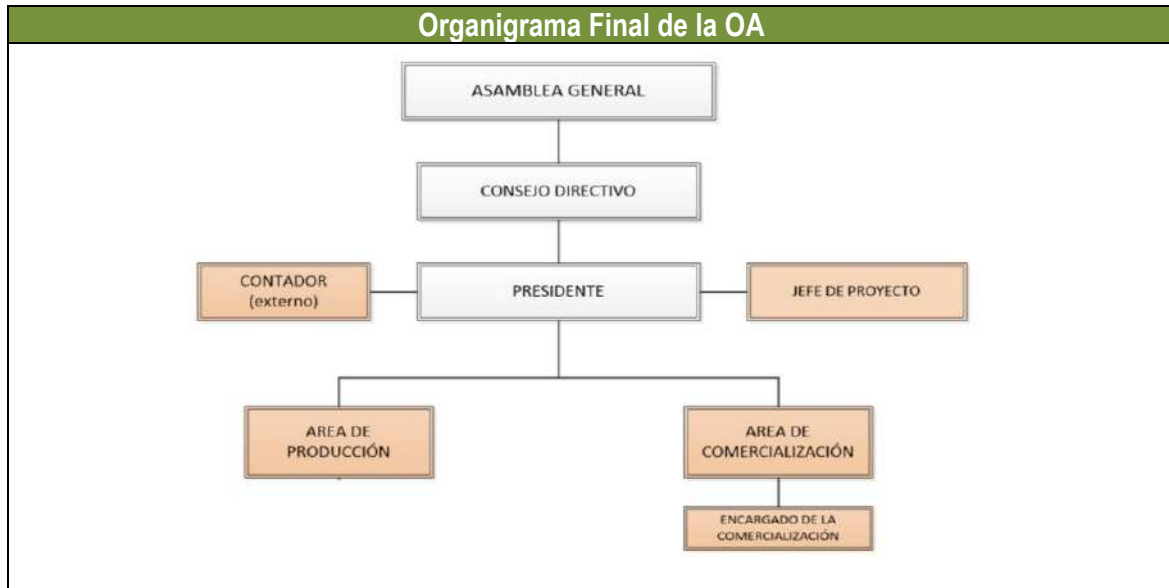 Organigrama Final de la OA
ASAMBLEA GENERAL
CONSEJO DIRECTIVO
CONTADOR
(externo)
PRESIDENTE
JEFE DE PROYECTO
AREA DE
PRODUCCIÓN
AREA DE
COMERCIALIZACIÓN
ENCARGADO DE LA
COMERCIALIZACIÓN